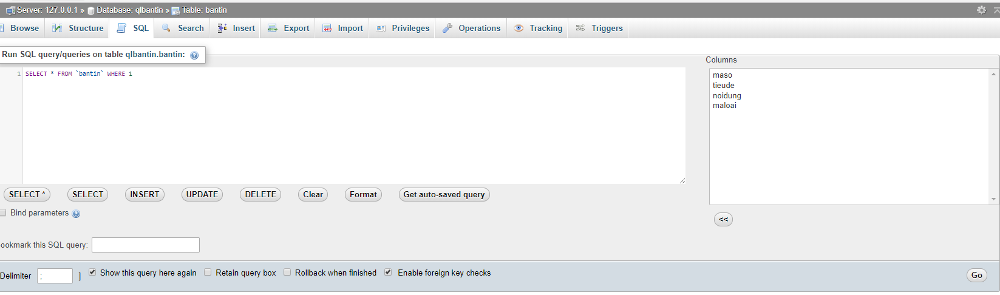 Server: 127.0.0.1 » Database: qlbantin » Table: bantin
Browse Structure SQL Search Insert Export Import Privileges Operations Tracking Triggers
Run SQL query/queries on table qlbantin.bantin:
Columns
1 SELECT * FROM `bantin` WHERE 1
maso
tieude
noidung
maloai
SELECT * SELECT INSERT UPDATE DELETE Clear Format Get auto-saved query
Bind parameters
<<
ookmark this SQL query:
Delimiter ; ] Show this query here again Retain query box Rollback when finished Enable foreign key checks Go